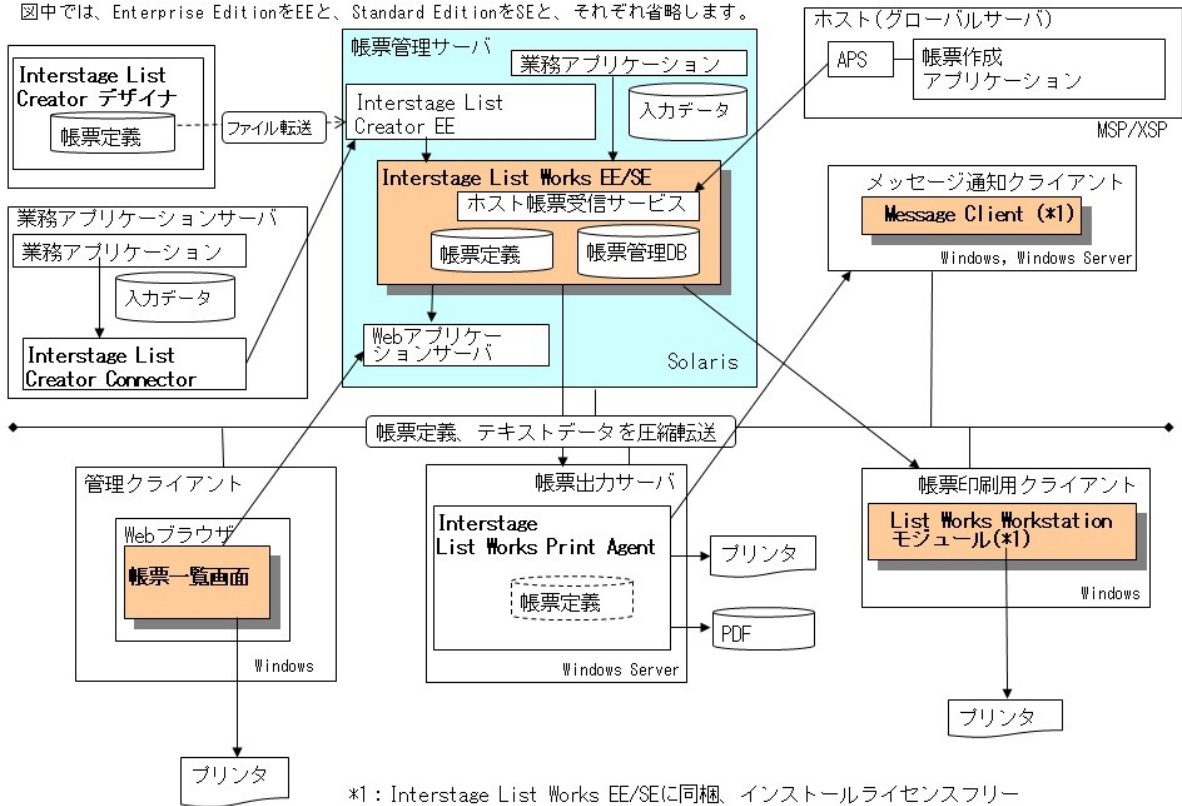 図中では、Enterprise EditionをEEと、Standard EditionをSEと、それぞれ省略します。
Interstage List
Creator デザイナ
帳票定義
ファイル転送
帳票管理サーバ
業務アプリケーション
Interstage List
Creator EE
入力データ
Interstage List Works EE/SE
ホスト帳票受信サービス
帳票定義
帳票管理DB
Webアプリケー
ションサーバ
Solaris
ホスト(グローバルサーバ)
APS
帳票作成
アプリケーション
MSP/XSP
業務アプリケーションサーバ
業務アプリケーション
入力データ
Interstage List
Creator Connector
メッセージ通知クライアント
Message Client (*1)
Windows, Windows Server
帳票定義、テキストデータを圧縮転送
管理クライアント
Webブラウザ
帳票一覧画面
Windows
プリンタ
帳票出力サーバ
Interstage
List Works Print Agent
帳票定義
Windows Server
プリンタ
PDF
帳票印刷用クライアント
List Works Workstation
モジュール(*1)
Windows
プリンタ
*1：Interstage List Works EE/SEに同梱、インストールライセンスフリー